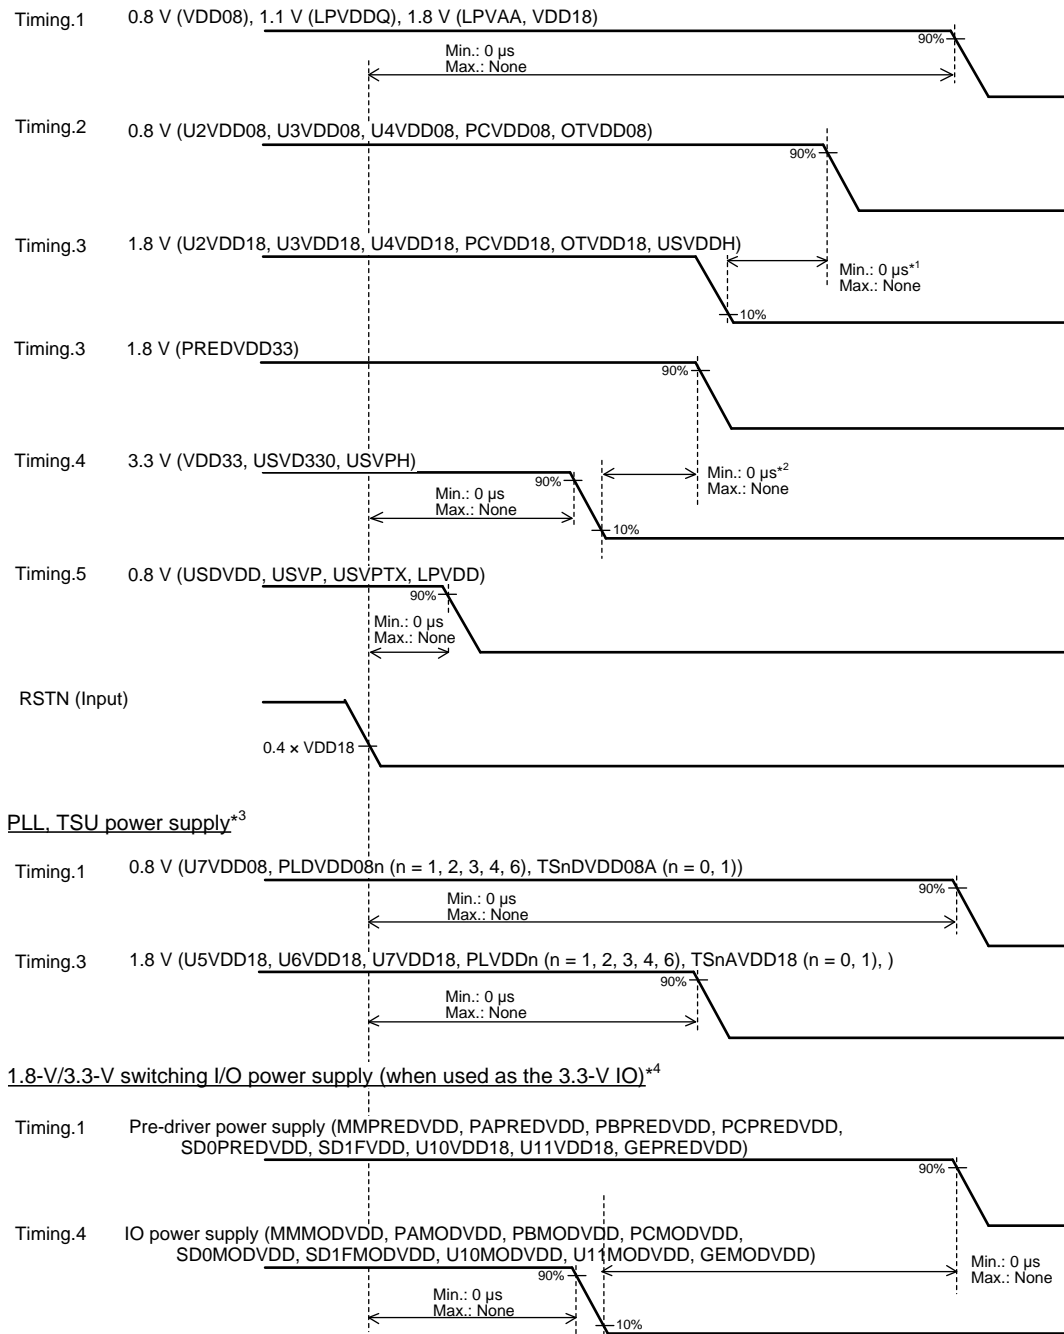 Timing.1 0.8 V (VDD08), 1.1 V (LPVDDQ), 1.8 V (LPVAA, VDD18)
90%
Min.: 0 µs
Max.: None
Timing.2 0.8 V (U2VDD08, U3VDD08, U4VDD08, PCVDD08, OTVDD08)
90%
Timing.3 1.8 V (U2VDD18, U3VDD18, U4VDD18, PCVDD18, OTVDD18, USVDDH)
Min.: 0 µs*1
Max.: None
10%
Timing.3 1.8 V (PREDVDD33)
90%
Timing.4 3.3 V (VDD33, USVD330, USVPH)
90%
Min.: 0 µs*2
Max.: None
Min.: 0 µs
Max.: None
10%
Timing.5 0.8 V (USDVDD, USVP, USVPTX, LPVDD)
90%
Min.: 0 µs
Max.: None
RSTN (Input)
0.4 × VDD18
PLL, TSU power supply*3
Timing.1 0.8 V (U7VDD08, PLDVDD08n (n = 1, 2, 3, 4, 6), TSnDVDD08A (n = 0, 1))
90%
Min.: 0 µs
Max.: None
Timing.3 1.8 V (U5VDD18, U6VDD18, U7VDD18, PLVDDn (n = 1, 2, 3, 4, 6), TSnAVDD18 (n = 0, 1), )
90%
Min.: 0 µs
Max.: None
1.8-V/3.3-V switching I/O power supply (when used as the 3.3-V IO)*4
Timing.1 Pre-driver power supply (MMPREDVDD, PAPREDVDD, PBPREDVDD, PCPREDVDD,
SD0PREDVDD, SD1FVDD, U10VDD18, U11VDD18, GEPREDVDD)
90%
Timing.4 IO power supply (MMMODVDD, PAMODVDD, PBMODVDD, PCMODVDD,
SD0MODVDD, SD1FMODVDD, U10MODVDD, U11MODVDD, GEMODVDD)
90%
Min.: 0 µs
Max.: None
Min.: 0 µs
Max.: None
10%